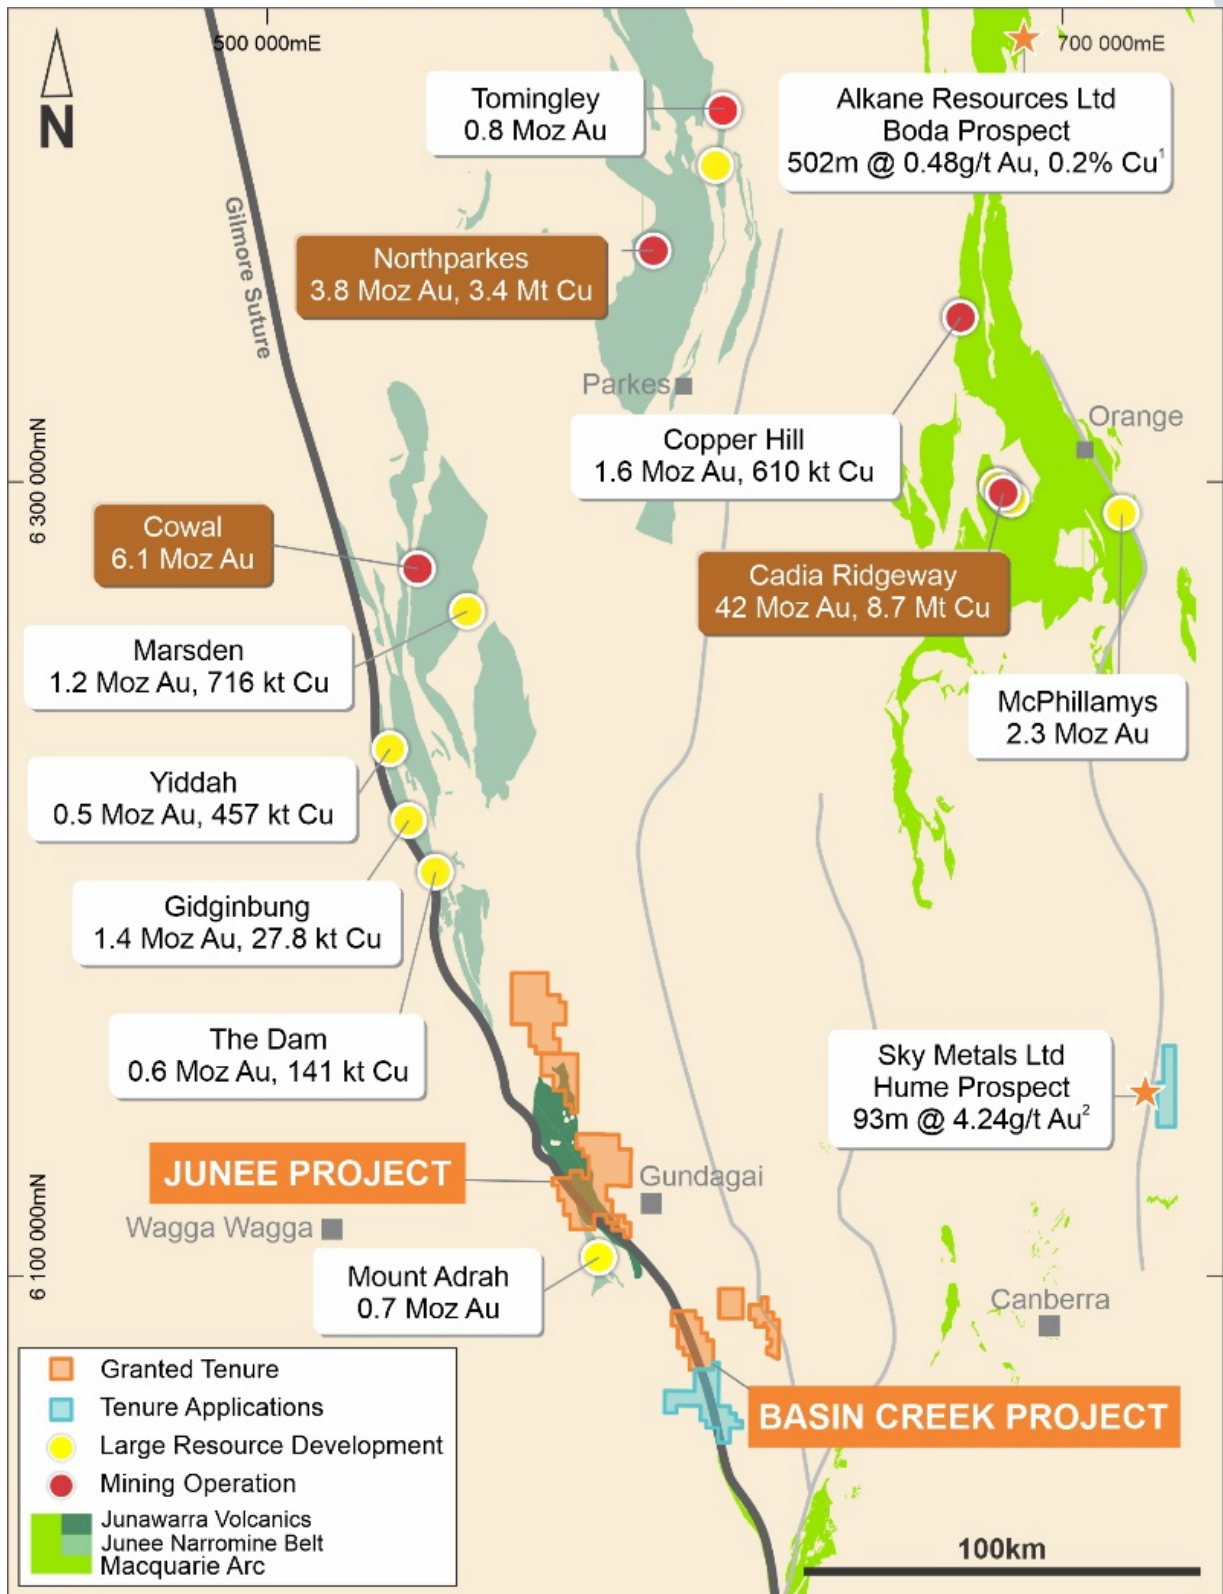 500 000mE
700 000mE
N
Tomingley
0.8 Moz Au
Alkane Resources Ltd
Boda Prospect
502m @ 0.48g/t Au, 0.2% Cu¹
Gilmore Suture
Northparkes
3.8 Moz Au, 3.4 Mt Cu
Parkes
Orange
Copper Hill
1.6 Moz Au, 610 kt Cu
6 300 000mN
Cowal
6.1 Moz Au
Cadia Ridgeway
42 Moz Au, 8.7 Mt Cu
Marsden
1.2 Moz Au, 716 kt Cu
McPhillamys
2.3 Moz Au
Yiddah
0.5 Moz Au, 457 kt Cu
Gidginbung
1.4 Moz Au, 27.8 kt Cu
The Dam
0.6 Moz Au, 141 kt Cu
Sky Metals Ltd
Hume Prospect
93m @ 4.24g/t Au²
JUNEE PROJECT
Gundagai
Wagga Wagga
6 100 000mN
Mount Adrah
0.7 Moz Au
Canberra
BASIN CREEK PROJECT
Granted Tenure
Tenure Applications
Large Resource Development
Mining Operation
Junawarra Volcanics
Junee Narromine Belt
Macquarie Arc
100km